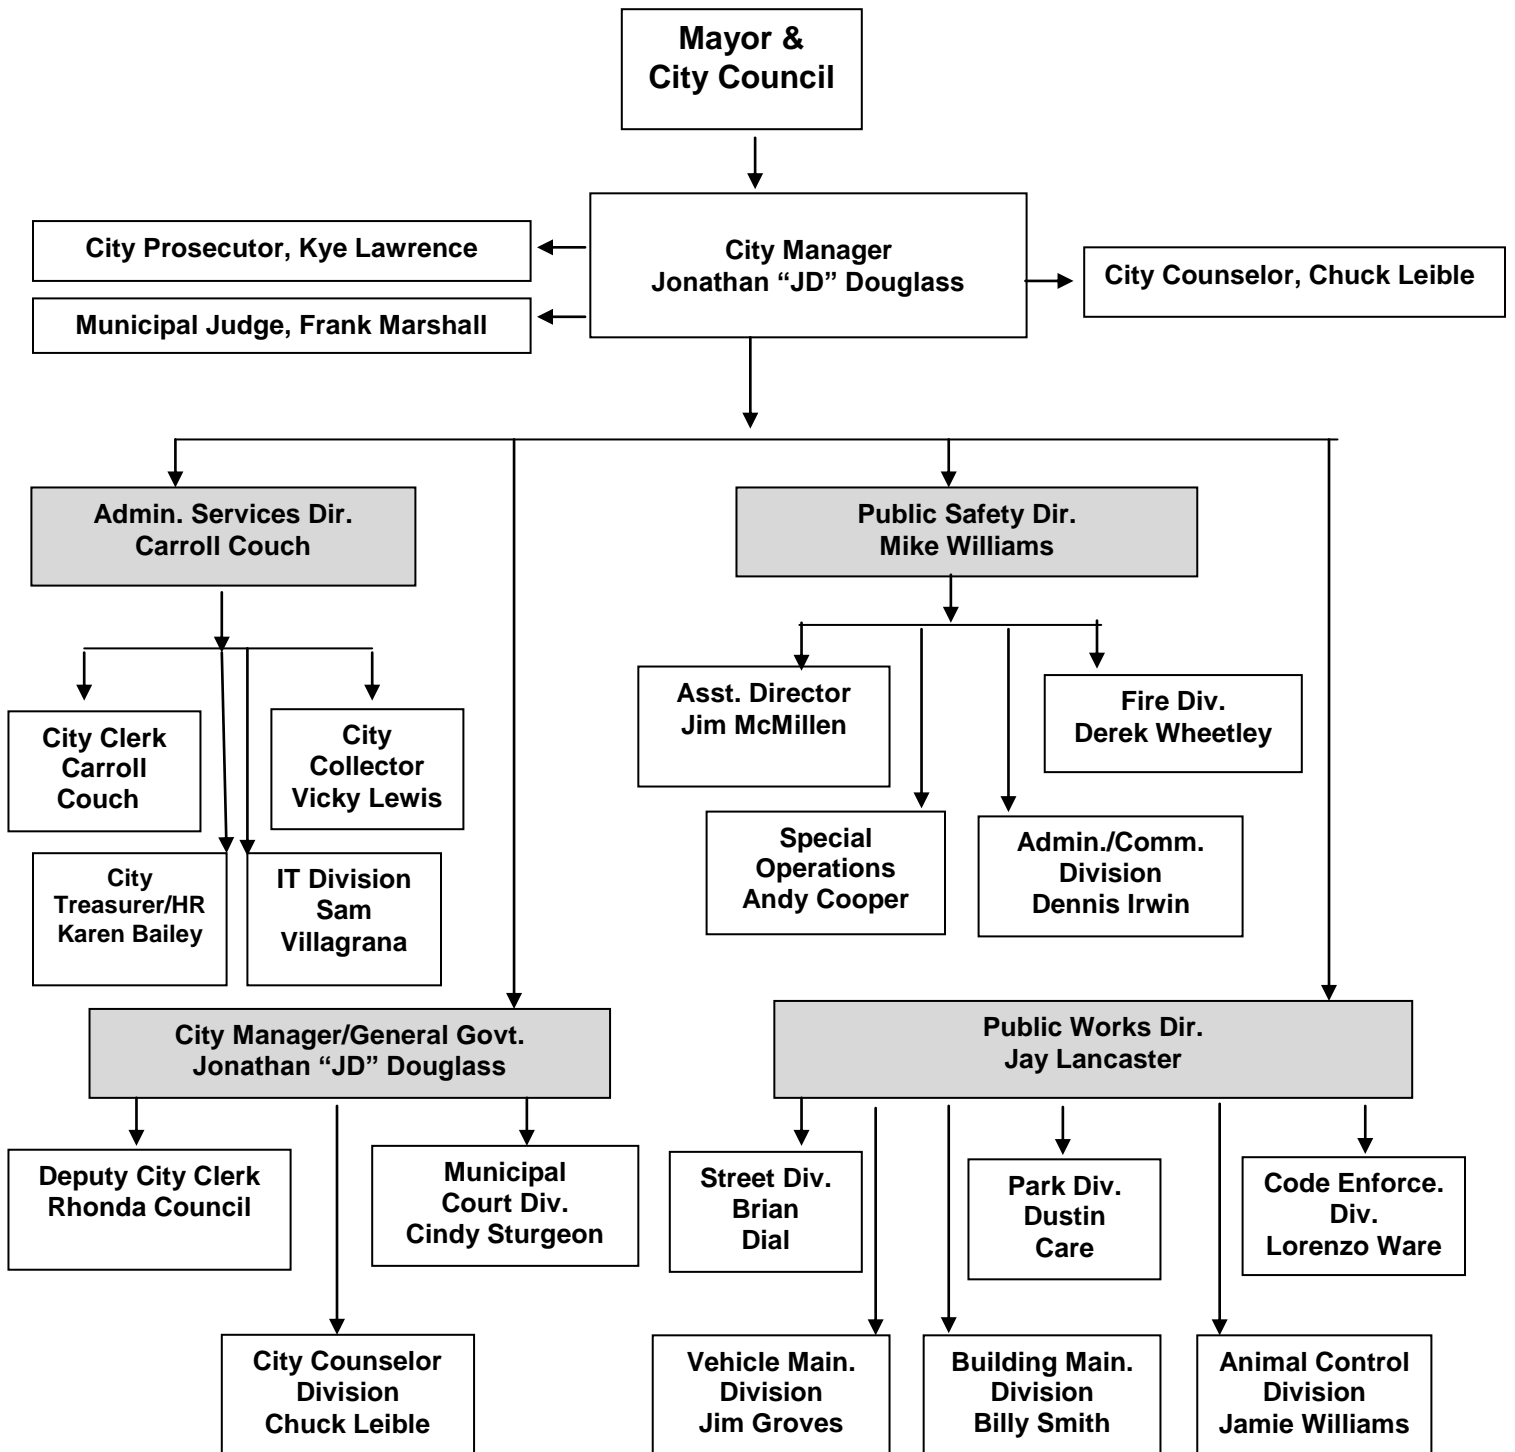 Mayor &
City Council
City Prosecutor, Kye Lawrence
City Manager
Jonathan “JD” Douglass
City Counselor, Chuck Leible
Municipal Judge, Frank Marshall
Admin. Services Dir.
Carroll Couch
Public Safety Dir.
Mike Williams
City Clerk
Carroll
Couch
City
Collector
Vicky Lewis
Asst. Director
Jim McMillen
Fire Div.
Derek Wheetley
City
Treasurer/HR
Karen Bailey
IT Division
Sam
Villagrana
Special
Operations
Andy Cooper
Admin./Comm.
Division
Dennis Irwin
City Manager/General Govt.
Jonathan “JD” Douglass
Public Works Dir.
Jay Lancaster
Deputy City Clerk
Rhonda Council
Municipal
Court Div.
Cindy Sturgeon
Street Div.
Brian
Dial
Park Div.
Dustin
Care
Code Enforce.
Div.
Lorenzo Ware
City Counselor
Division
Chuck Leible
Vehicle Main.
Division
Jim Groves
Building Main.
Division
Billy Smith
Animal Control
Division
Jamie Williams